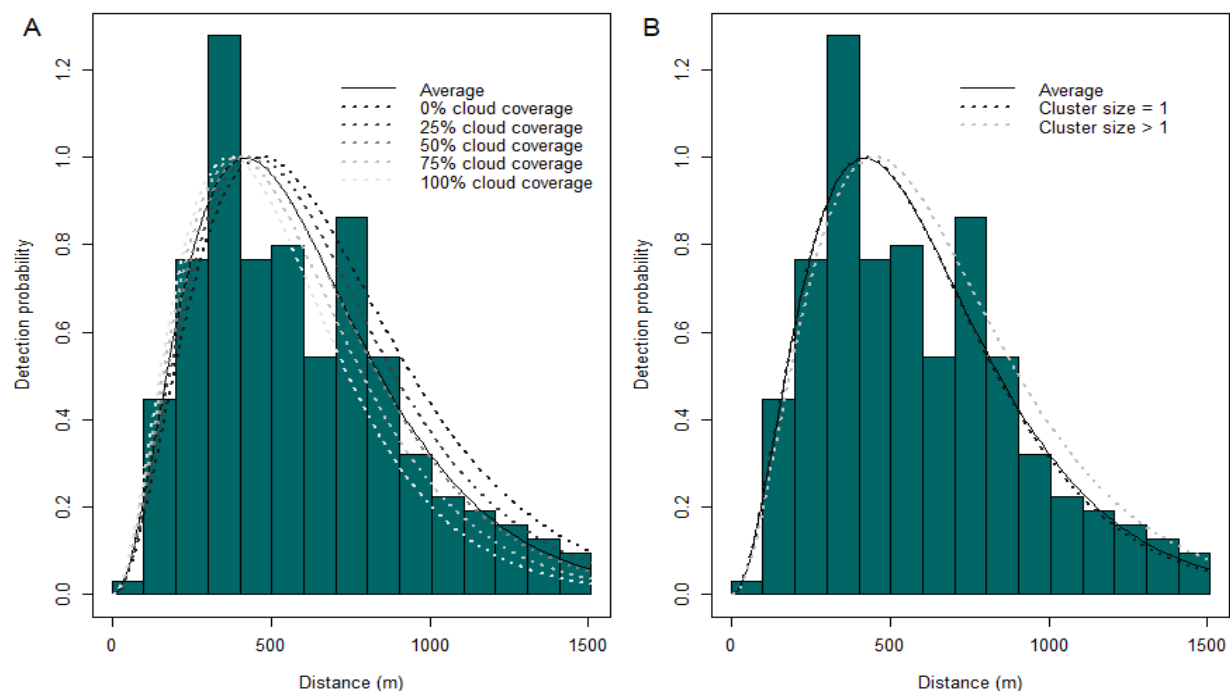 A
Average
0% cloud coverage
25% cloud coverage
50% cloud coverage
75% cloud coverage
100% cloud coverage
Detection probability
1.2
1.0
0.8
0.6
0.4
0.2
0.0
0
500
1000
1500
Distance (m)
B
Average
Cluster size = 1
Cluster size > 1
Detection probability
1.2
1.0
0.8
0.6
0.4
0.2
0.0
0
500
1000
1500
Distance (m)